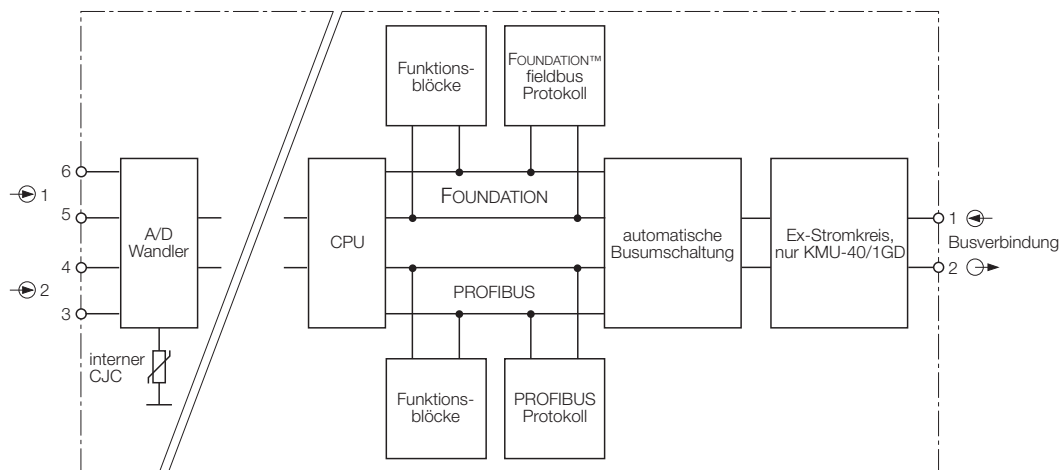 Funktions-
blöcke
FOUNDATION™
fieldbus
Protokoll
6
1
5
4
2
3
A/D
Wandler
interner
CJC
CPU
FOUNDATION
PROFIBUS
automatische
Busumschaltung
Ex-Stromkreis,
nur KMU-40/1GD
1
Busverbindung
2
Funktions-
blöcke
PROFIBUS
Protokoll